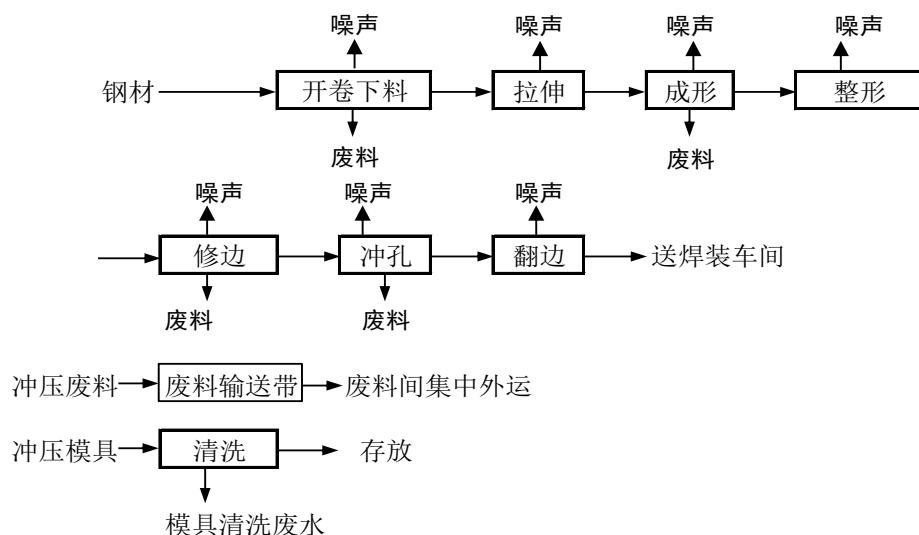 噪声 噪声 噪声 噪声
钢材 开卷下料 拉伸 成形 整形
废料 废料
噪声 噪声 噪声
修边 冲孔 翻边 送焊装车间
废料 废料
冲压废料 废料输送带 废料间集中外运
冲压模具 清洗 存放
模具清洗废水